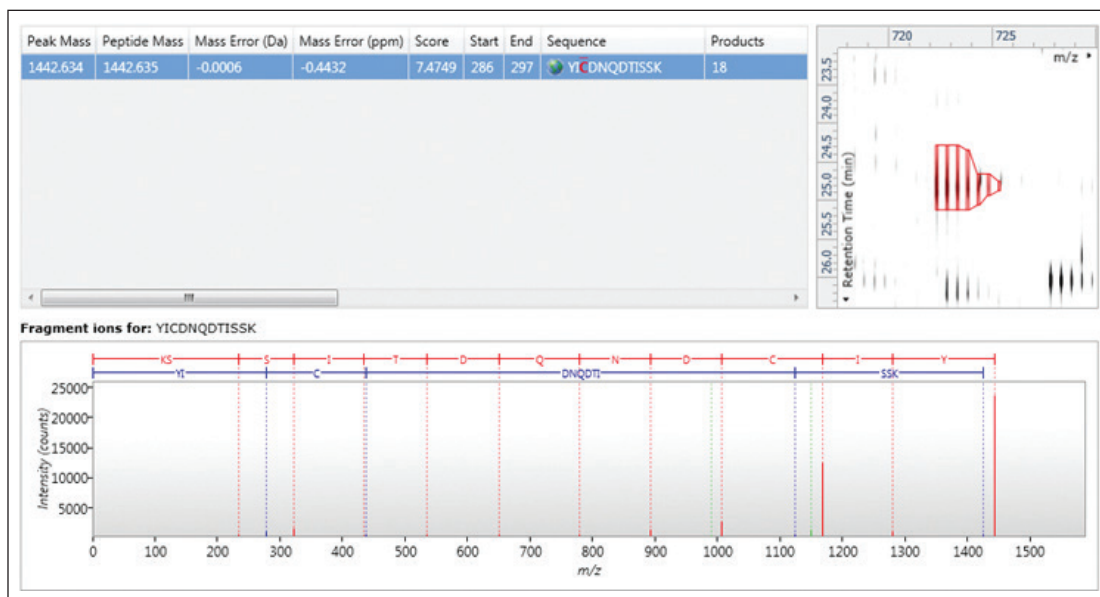 Peak Mass Peptide Mass Mass Error (Da) Mass Error (ppm) Score Start End Sequence Products
1442.634 1442.635 -0.0006 -0.4432 7.4749 286 297 YICDNQDTISSK 18
720 725
m/z
23.5
24.0
24.5
25.0
25.5
26.0
Retention Time (min)
Fragment ions for: YICDNQDTISSK
KS S I T D Q N D C I Y
YI C DNQDTI SSK
25000
20000
15000
10000
5000
Intensity (counts)
0 100 200 300 400 500 600 700 800 900 1000 1100 1200 1300 1400 1500
m/z